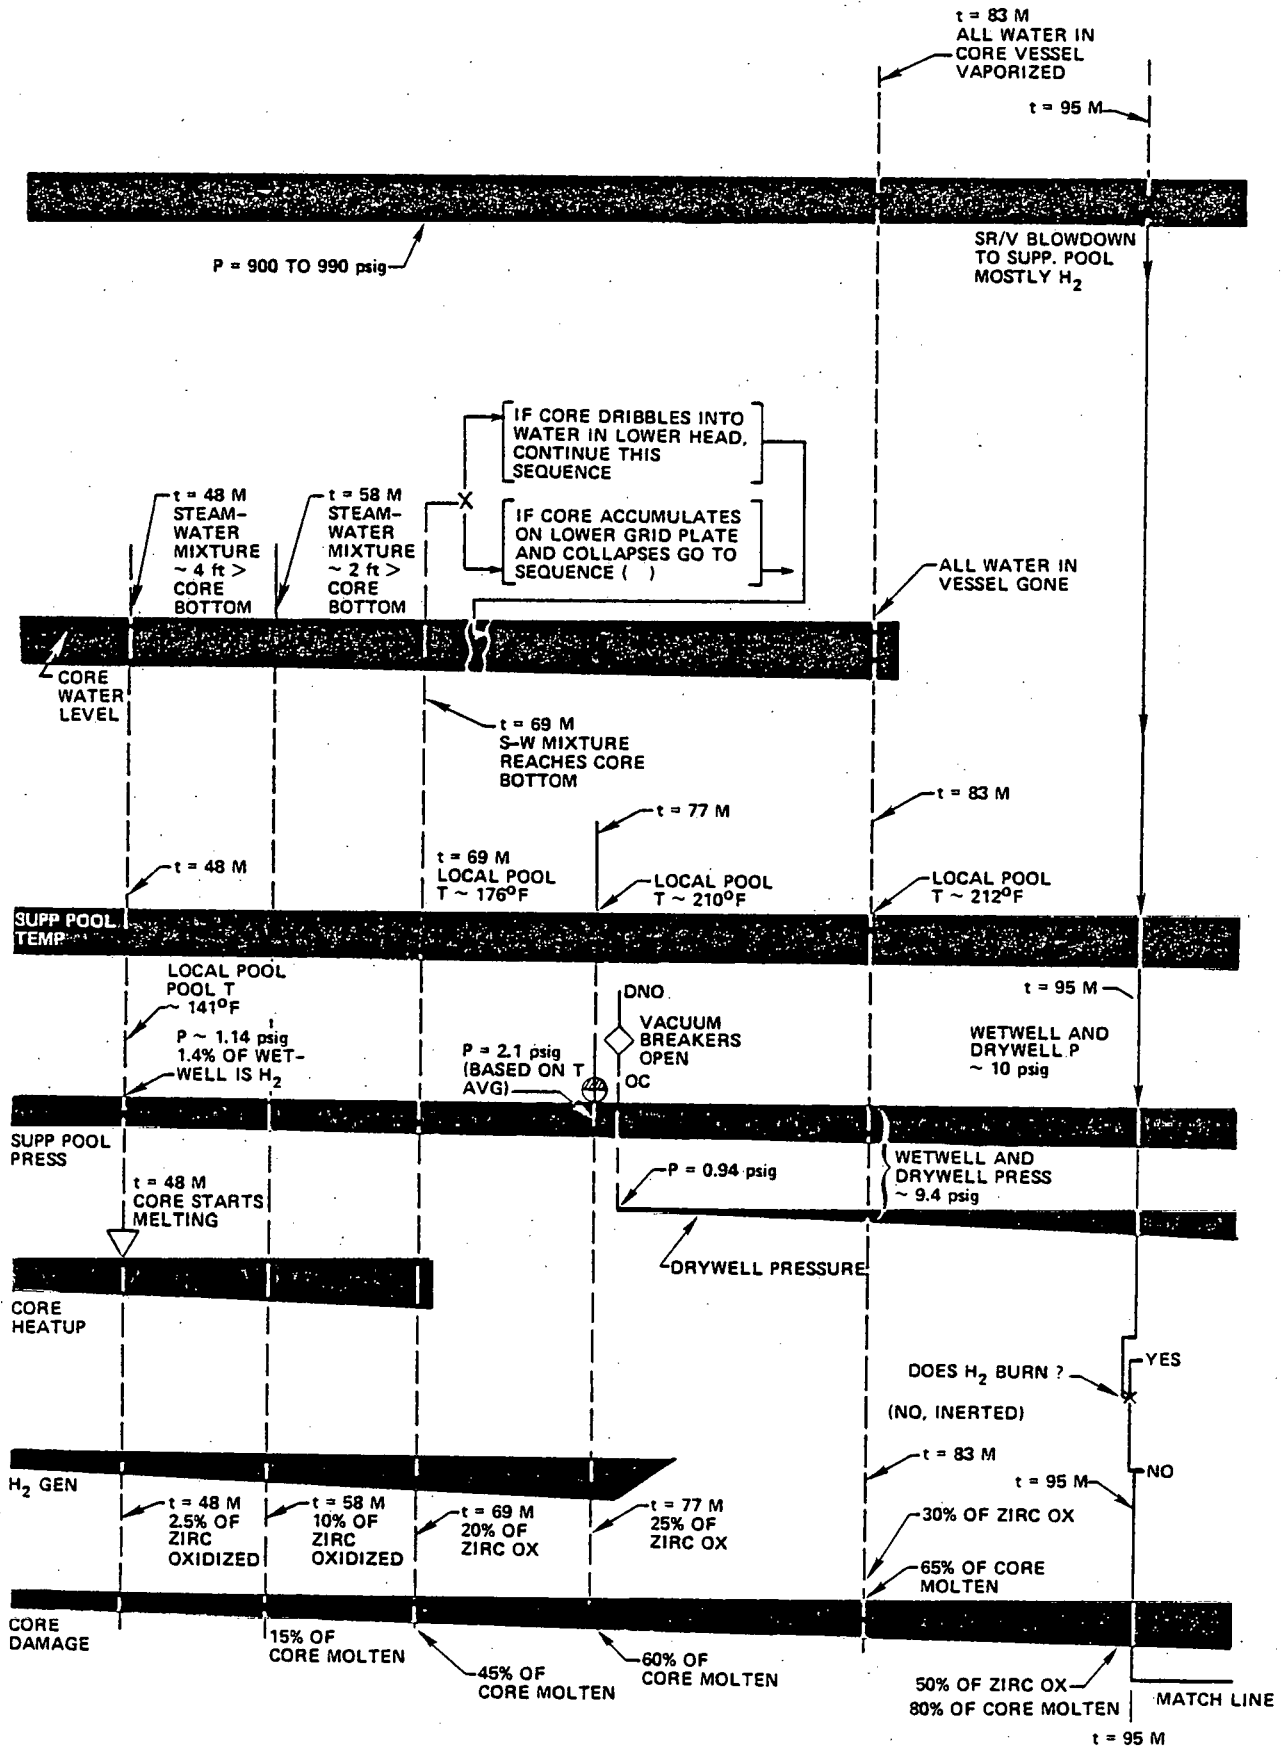 t = 83 M
ALL WATER IN
CORE VESSEL
VAPORIZED
t = 95 M
P = 900 TO 990 psig
SR/V BLOWDOWN
TO SUPP. POOL
MOSTLY H2
IF CORE DRIBBLES INTO
WATER IN LOWER HEAD,
CONTINUE THIS
SEQUENCE
IF CORE ACCUMULATES
ON LOWER GRID PLATE
AND COLLAPSES GO TO
SEQUENCE ( )
t = 48 M
STEAM-
WATER
MIXTURE
~ 4 ft >
CORE
BOTTOM
t = 58 M
STEAM-
WATER
MIXTURE
~ 2 ft >
CORE
BOTTOM
X
ALL WATER IN
VESSEL GONE
CORE
WATER
LEVEL
t = 69 M
S-W MIXTURE
REACHES CORE
BOTTOM
t = 77 M
t = 83 M
t = 48 M
t = 69 M
LOCAL POOL
T ~ 176°F
LOCAL POOL
T ~ 210°F
LOCAL POOL
T ~ 212°F
SUPP POOL
TEMP
LOCAL POOL
POOL T
~ 141°F
P ~ 1.14 psig
1.4% OF WET-
WELL IS H2
P = 2.1 psig
(BASED ON T
AVG)
DNO
VACUUM
BREAKERS
OPEN
OC
t = 95 M
WETWELL AND
DRYWELL P
~ 10 psig
SUPP POOL
PRESS
t = 48 M
CORE STARTS
MELTING
P = 0.94 psig
WETWELL AND
DRYWELL PRESS
~ 9.4 psig
DRYWELL PRESSURE
CORE
HEATUP
YES
DOES H2 BURN ?
X
(NO, INERTED)
NO
H2 GEN
t = 48 M
2.5% OF
ZIRC
OXIDIZED
t = 58 M
10% OF
ZIRC
OXIDIZED
t = 69 M
20% OF
ZIRC OX
t = 77 M
25% OF
ZIRC OX
t = 83 M
t = 95 M
30% OF ZIRC OX
65% OF CORE
MOLTEN
CORE
DAMAGE
15% OF
CORE MOLTEN
45% OF
CORE MOLTEN
60% OF
CORE MOLTEN
50% OF ZIRC OX
80% OF CORE MOLTEN
MATCH LINE
t = 95 M